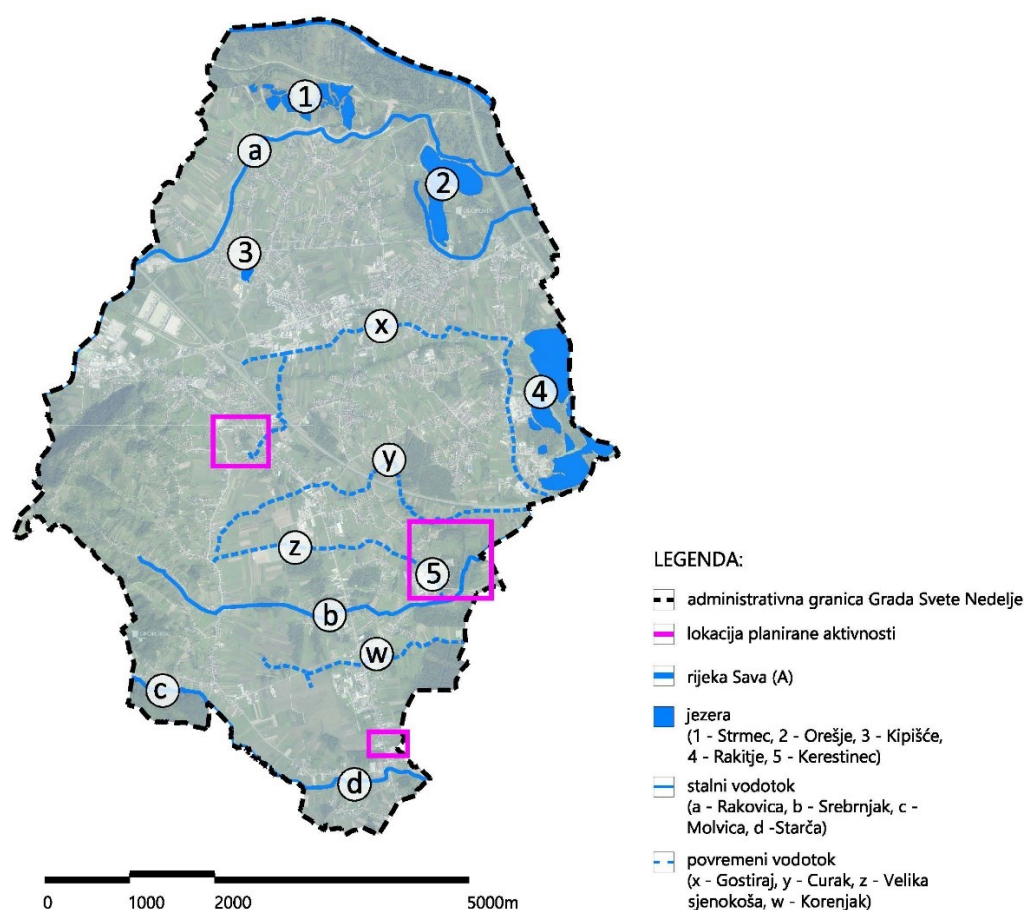 1
a
2
3
x
4
y
z
5
b
w
c
d
LEGENDA:
administrativna granica Grada Svete Nedelje
lokacija planirane aktivnosti
rijeka Sava (A)
jezera
(1 - Strmec, 2 - Orešje, 3 - Kipišće,
4 - Rakitje, 5 - Kerestinec)
stalni vodotok
(a - Rakovica, b - Srebrnjak, c -
Molvica, d -Starča)
povremeni vodotok
(x - Gostiraj, y - Curak, z - Velika
sjenokoša, w - Korenjak)
0 1000 2000 5000m